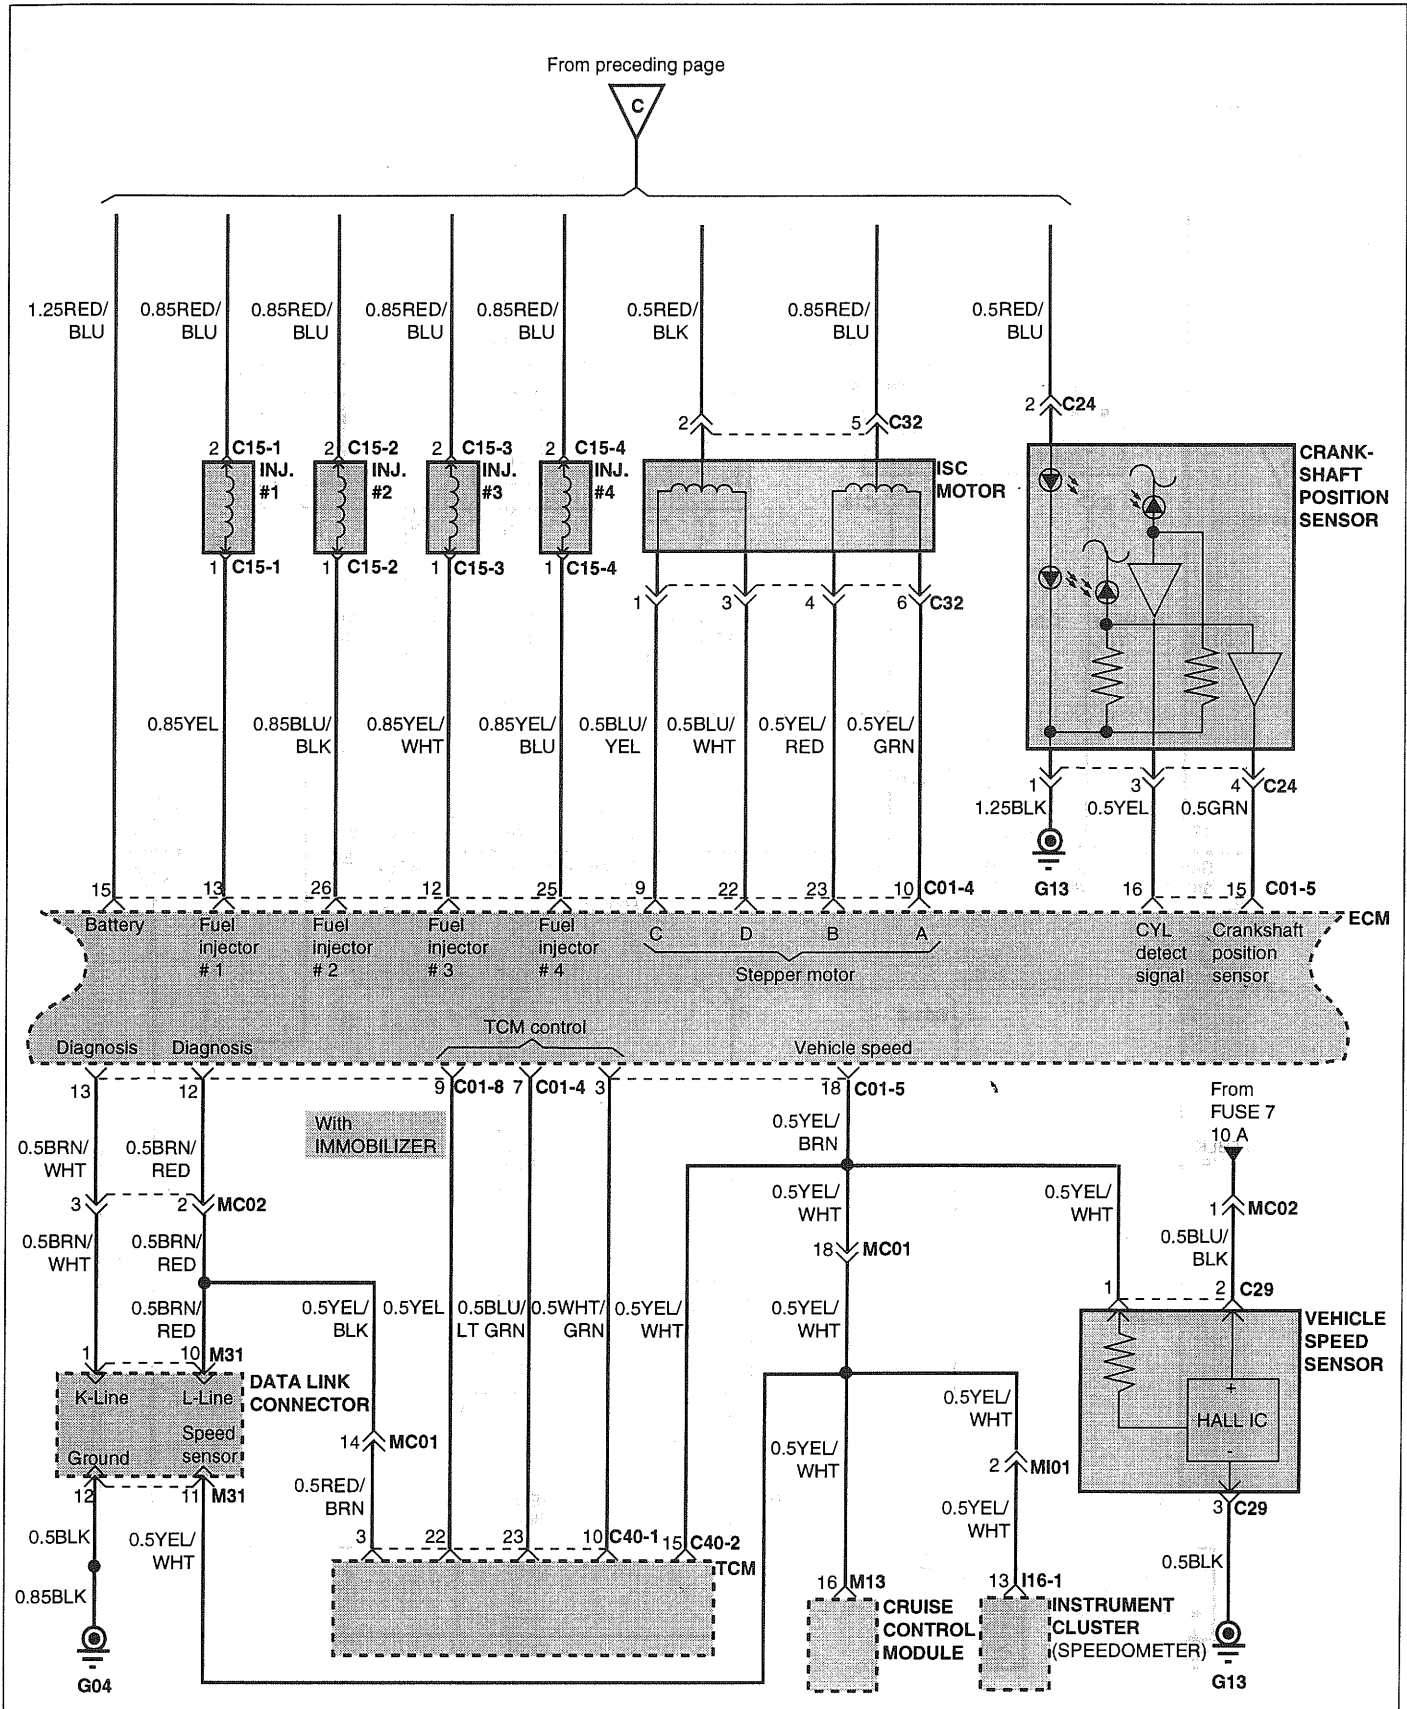 From preceding page
C
1.25RED/
BLU
0.85RED/
BLU
0.85RED/
BLU
0.85RED/
BLU
0.85RED/
BLU
0.5RED/
BLK
0.85RED/
BLU
0.5RED/
BLU
2 C24
2 5 C32
2 C15-1
INJ.
#1
2 C15-2
INJ.
#2
2 C15-3
INJ.
#3
2 C15-4
INJ.
#4
ISC
MOTOR
CRANK-
SHAFT
POSITION
SENSOR
1 C15-1
1 C15-2
1 C15-3
1 C15-4
1 3 4 6 C32
0.85YEL
0.85BLU/
BLK
0.85YEL/
WHT
0.85YEL/
BLU
0.5BLU/
YEL
0.5BLU/
WHT
0.5YEL/
RED
0.5YEL/
GRN
1 3 4 C24
1.25BLK 0.5YEL 0.5GRN
G13
15 13 26 12 25 9 22 23 10 C01-4 16 15 C01-5
ECM
Battery
Fuel
injector
# 1
Fuel
injector
# 2
Fuel
injector
# 3
Fuel
injector
# 4
C D B A
Stepper motor
CYL
detect
signal
Crankshaft
position
sensor
TCM control
Diagnosis Diagnosis Vehicle speed
13 12 9 C01-8 7 C01-4 3 18 C01-5
With
IMMOBILIZER
From
FUSE 7
10 A
0.5BRN/
WHT
0.5BRN/
RED
0.5YEL/
BRN
3 2 MC02
0.5YEL/
WHT
0.5YEL/
WHT
1 MC02
0.5BRN/
WHT
0.5BRN/
RED
18 MC01
0.5BLU/
BLK
1 2 C29
0.5BRN/
RED
0.5YEL/
BLK
0.5YEL
0.5BLU/
LT GRN
0.5WHT/
GRN
0.5YEL/
WHT
0.5YEL/
WHT
VEHICLE
SPEED
SENSOR
1 10 M31
DATA LINK
CONNECTOR
K-Line L-Line
Speed
sensor
Ground
+
HALL IC
-
0.5YEL/
WHT
14 MC01
0.5YEL/
WHT
2 MI01
12 11 M31
0.5RED/
BRN
0.5YEL/
WHT
3 C29
0.5BLK
0.5YEL/
WHT
3 22 23 10 C40-1 15 C40-2
TCM
0.5BLK
0.85BLK
16 M13
13 I16-1
CRUISE
CONTROL
MODULE
INSTRUMENT
CLUSTER
(SPEEDOMETER)
G04
G13